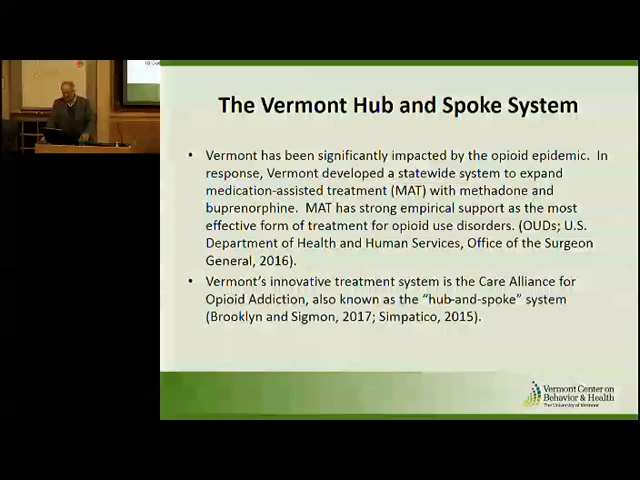 The Vermont Hub and Spoke System
• Vermont has been significantly impacted by the opioid epidemic. In
response, Vermont developed a statewide system to expand
medication-assisted treatment (MAT) with methadone and
buprenorphine. MAT has strong empirical support as the most
effective form of treatment for opioid use disorders. (OUDs; U.S.
Department of Health and Human Services, Office of the Surgeon
General, 2016).
• Vermont's innovative treatment system is the Care Alliance for
Opioid Addiction, also known as the "hub-and-spoke" system
(Brooklyn and Sigmon, 2017; Simpatico, 2015).
Vermont Center on
Behavior & Health
The University of Vermont